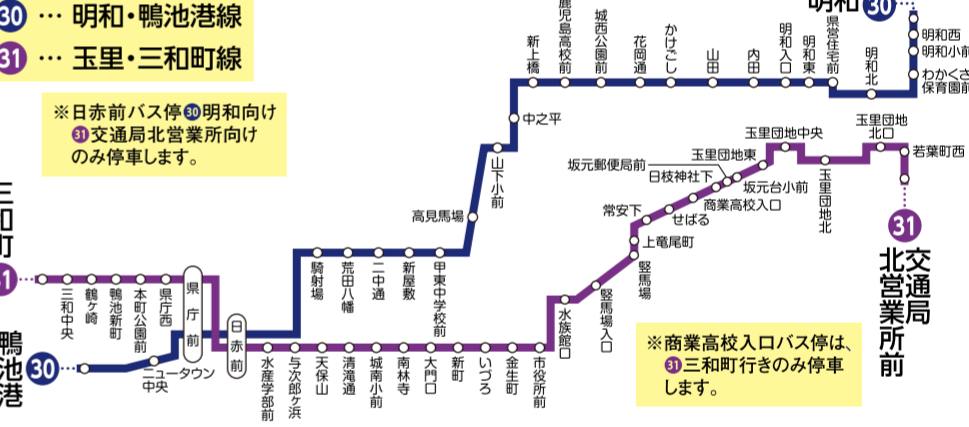 30 … 明和・鴨池港線
31 … 玉里・三和町線
※日赤前バス停30明和向け
31交通局北営業所向け
のみ停車します。
明和 30
新上橋
鹿児島高校前
城西公園前
花岡通
かけごし
山田
内田
明和入口
明和東
県営住宅前
明和北
明和西
明和小前
わかくさ
保育園前
中之平
山下小前
高見馬場
甲東中学校前
新屋敷
二中通
荒田八幡
騎射場
玉里団地中央
玉里団地
北口
若葉町西
玉里団地北
玉里団地東
坂元郵便局前
日枝神社下
坂元台小前
商業高校入口
せばる
常安下
上竜尾町
竪馬場
竪馬場入口
水族館口
31
交通局
北営業所前
三和町
31
三和中央
鶴ヶ崎
鴨池新町
本町公園前
県庁西
県庁前
日赤前
鴨池港
30
ニュータウン
中央
水産学部前
与次郎ヶ浜
天保山
清滝通
城南小前
南林寺
大門口
新町
いづろ
金生町
市役所前
※商業高校入口バス停は、
31三和町行きのみ停車
します。